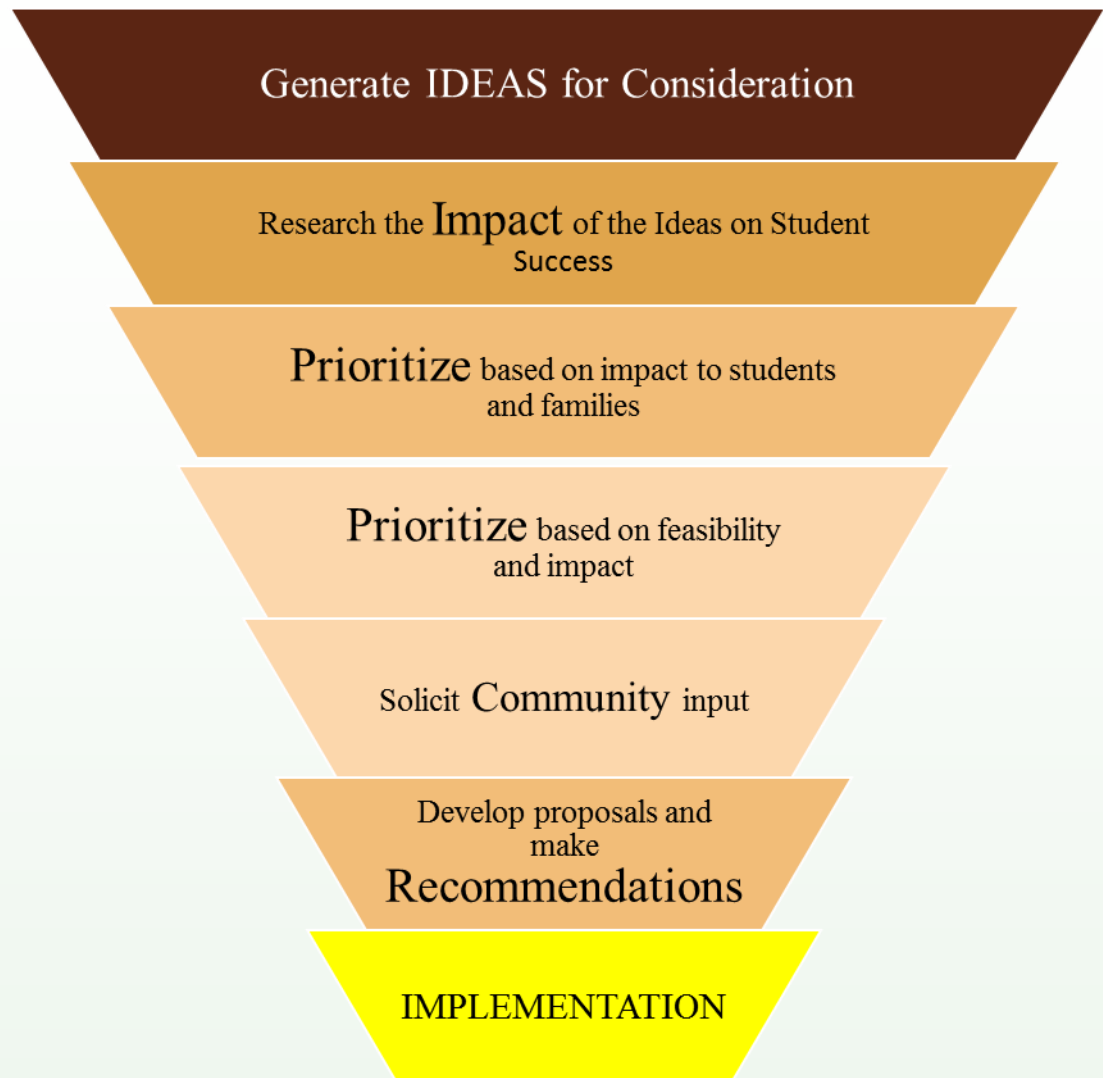 Generate IDEAS for Consideration
Research the Impact of the Ideas on Student
Success
Prioritize based on impact to students
and families
Prioritize based on feasibility
and impact
Solicit Community input
Develop proposals and
make
Recommendations
IMPLEMENTATION